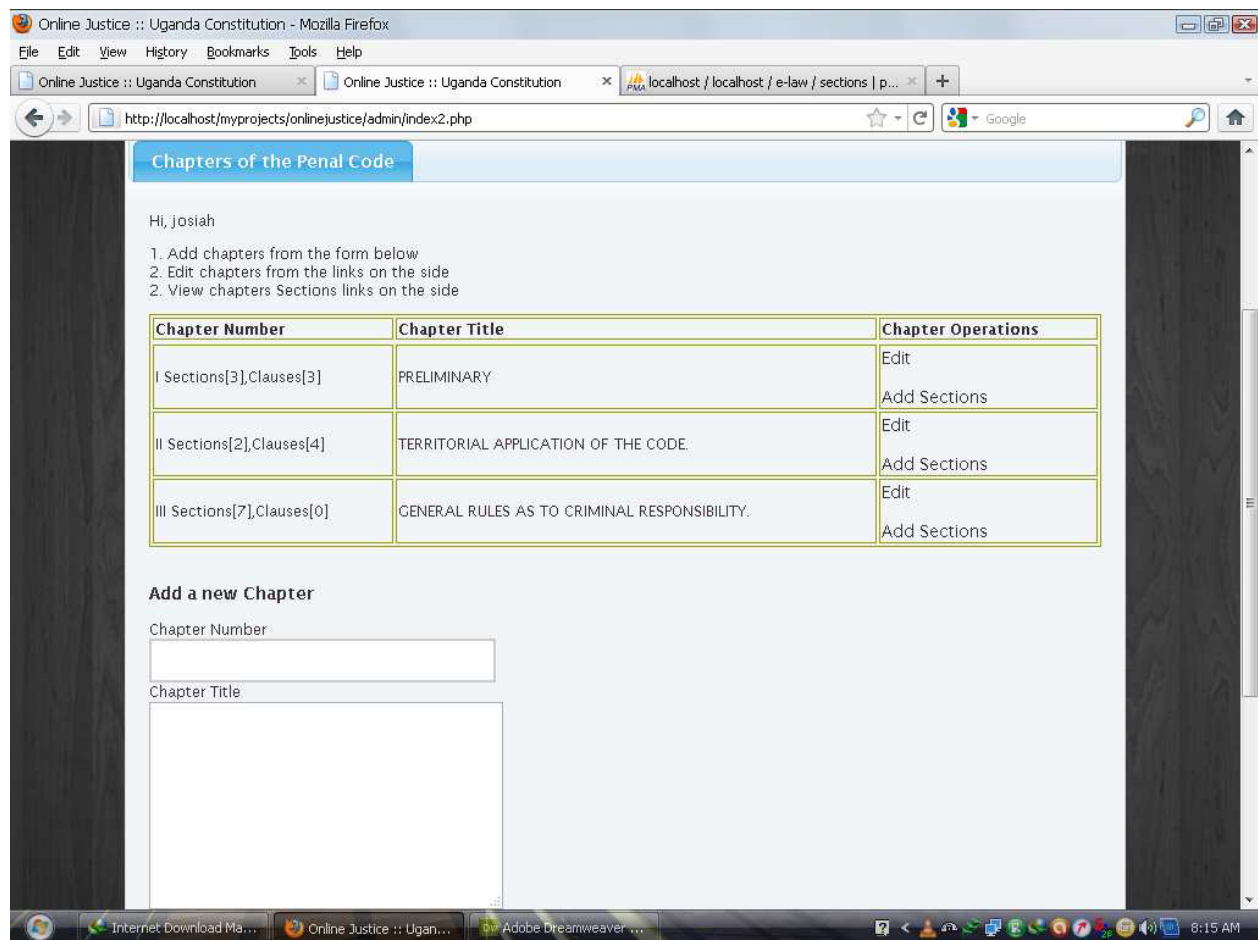 Online Justice :: Uganda Constitution - Mozilla Firefox
File Edit View History Bookmarks Tools Help
Online Justice :: Uganda Constitution Online Justice :: Uganda Constitution PMA localhost / localhost / e-law / sections | p...
http://localhost/myprojects/onlinejustice/admin/index2.php Google
Chapters of the Penal Code
Hi, josiah
1. Add chapters from the form below
2. Edit chapters from the links on the side
2. View chapters Sections links on the side
Chapter Number Chapter Title Chapter Operations
I Sections[3],Clauses[3] PRELIMINARY Edit
Add Sections
II Sections[2],Clauses[4] TERRITORIAL APPLICATION OF THE CODE. Edit
Add Sections
III Sections[7],Clauses[0] GENERAL RULES AS TO CRIMINAL RESPONSIBILITY. Edit
Add Sections
Add a new Chapter
Chapter Number
Chapter Title
Internet Download Ma... Online Justice :: Ugan... Dw Adobe Dreamweaver ... 8:15 AM